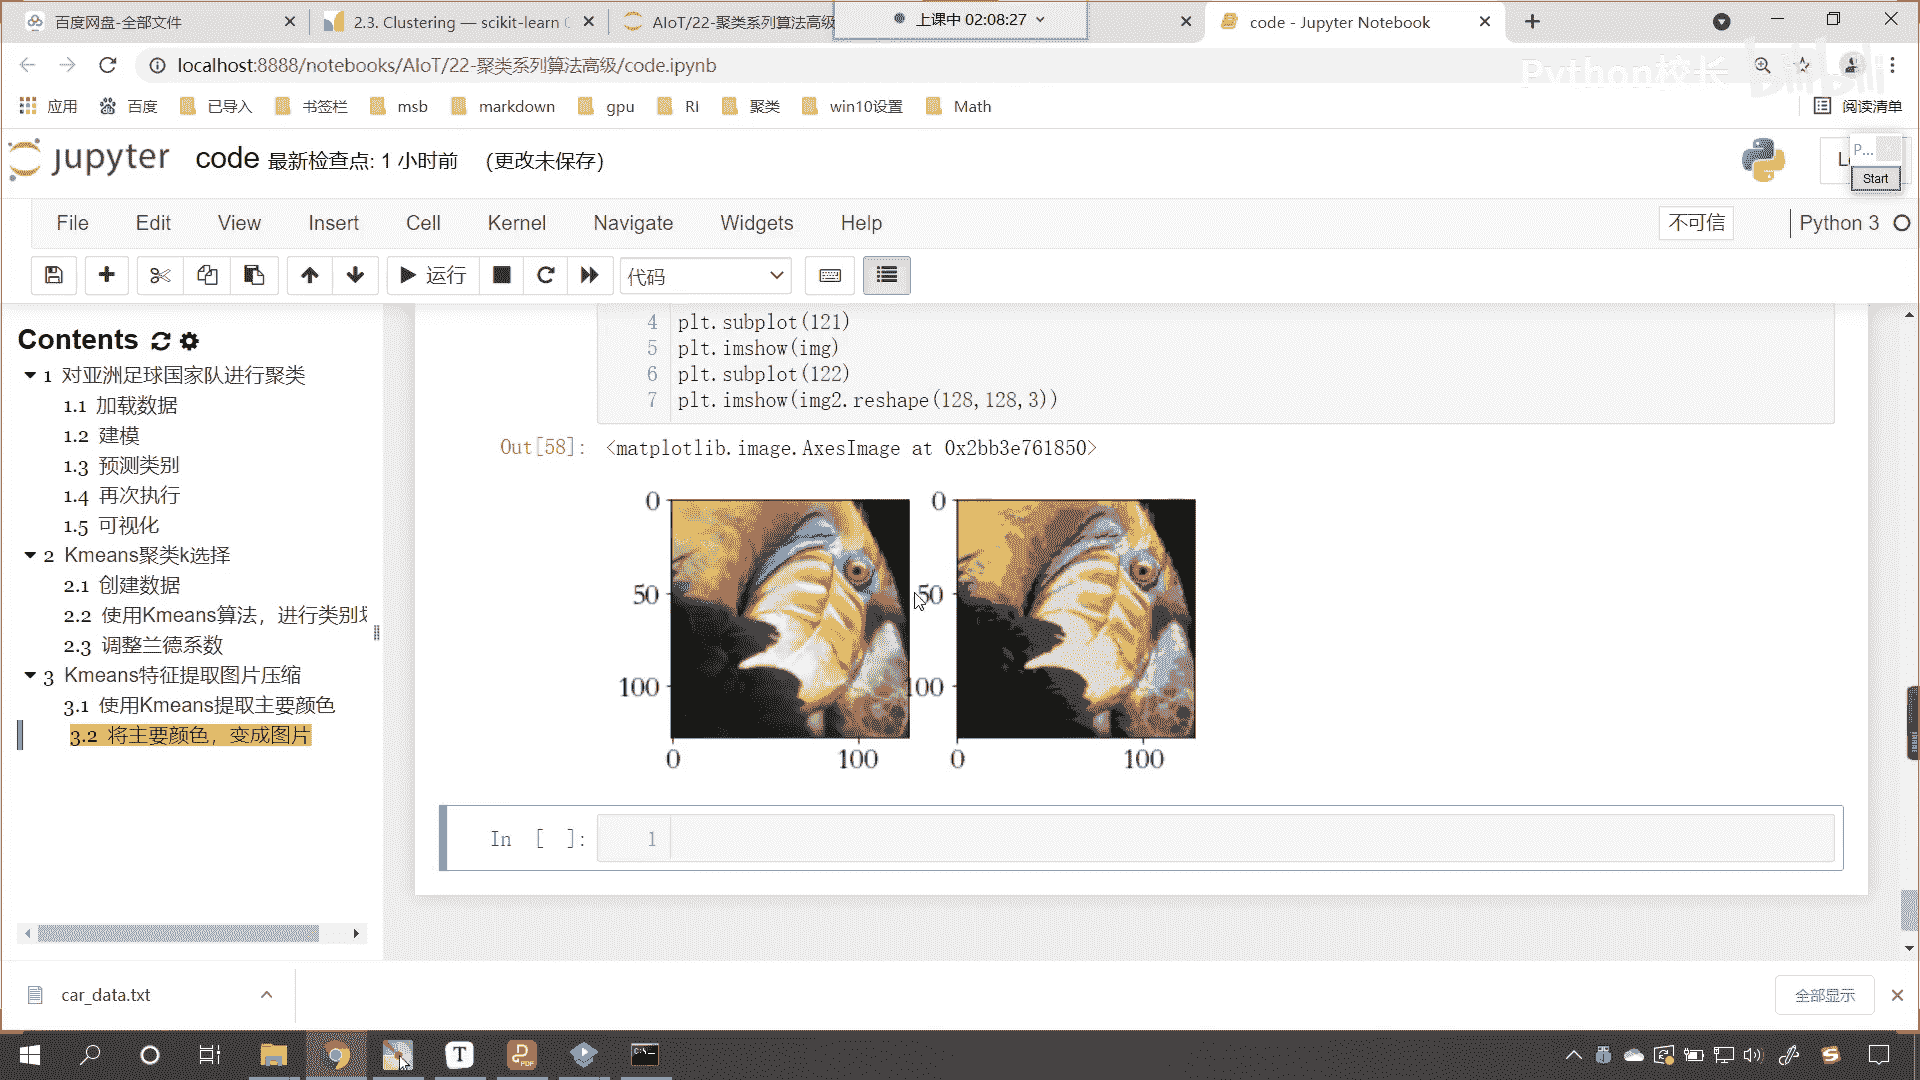 百度网盘-全部文件
2.3. Clustering — scikit-learn
AIoT/22-聚类系列算法高级
上课中 02:08:27
code - Jupyter Notebook
localhost:8888/notebooks/AIoT/22-聚类系列算法高级/code.ipynb
Python校长
bilibili
应用
百度
已导入
书签栏
msb
markdown
gpu
RI
聚类
win10设置
Math
阅读清单
jupyter
code 最新检查点: 1 小时前 (更改未保存)
P...
Start
File Edit View Insert Cell Kernel Navigate Widgets Help
不可信
Python 3
运行
代码
Contents
1 对亚洲足球国家队进行聚类
1.1 加载数据
1.2 建模
1.3 预测类别
1.4 再次执行
1.5 可视化
2 Kmeans聚类k选择
2.1 创建数据
2.2 使用Kmeans算法，进行类别
2.3 调整兰德系数
3 Kmeans特征提取图片压缩
3.1 使用Kmeans提取主要颜色
3.2 将主要颜色，变成图片
4 plt.subplot(121)
5 plt.imshow(img)
6 plt.subplot(122)
7 plt.imshow(img2.reshape(128,128,3))
Out[58]: <matplotlib.image.AxesImage at 0x2bb3e761850>
0
50
100
0
100
0
50
100
0
100
In [ ]: 1
car_data.txt
全部显示